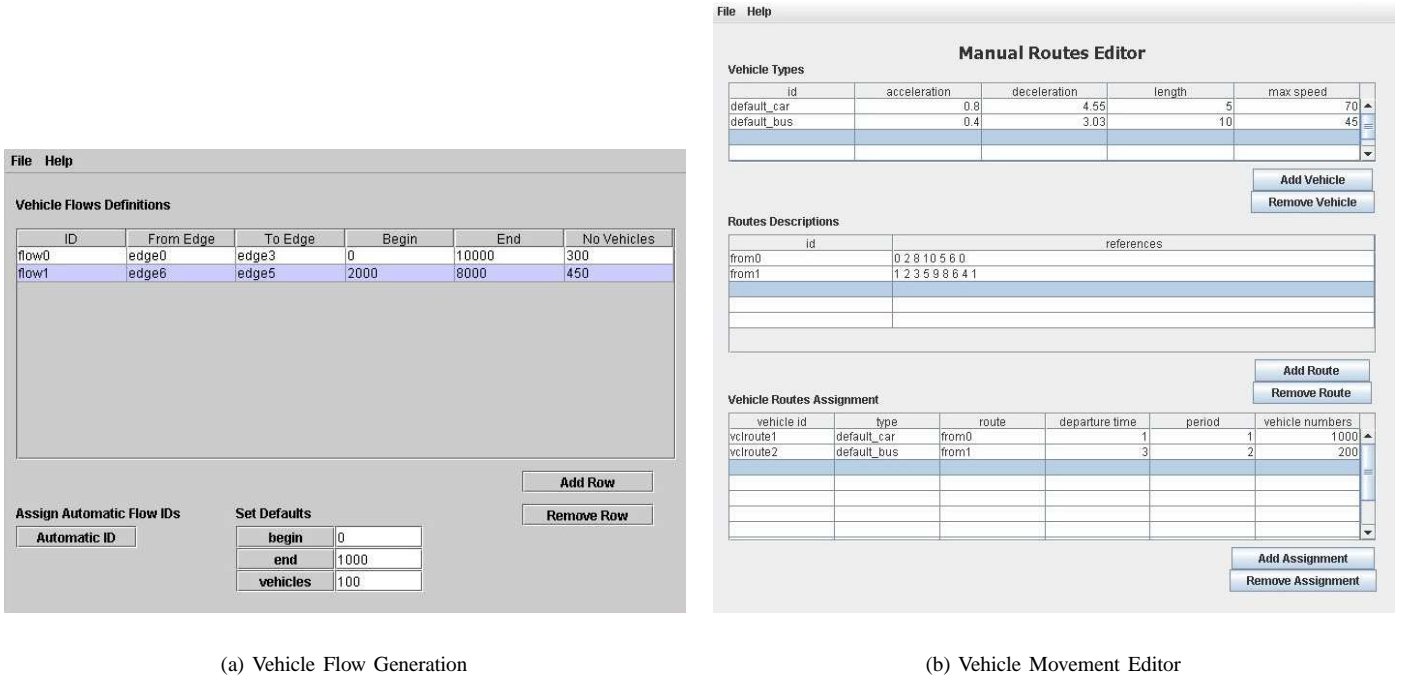 File Help
Vehicle Flows Definitions
ID From Edge To Edge Begin End No Vehicles
flow0 edge0 edge3 0 10000 300
flow1 edge6 edge5 2000 8000 450
Add Row
Assign Automatic Flow IDs Set Defaults Remove Row
Automatic ID begin 0
end 1000
vehicles 100
(a) Vehicle Flow Generation
File Help
Manual Routes Editor
Vehicle Types
id acceleration deceleration length max speed
default_car 0.8 4.55 5 70
default_bus 0.4 3.03 10 45
Add Vehicle
Remove Vehicle
Routes Descriptions
id references
from0 0 2 8 10 5 6 0
from1 1 2 3 5 9 8 6 4 1
Add Route
Remove Route
Vehicle Routes Assignment
vehicle id type route departure time period vehicle numbers
vclroute1 default_car from0 1 1 1000
vclroute2 default_bus from1 3 2 200
Add Assignment
Remove Assignment
(b) Vehicle Movement Editor